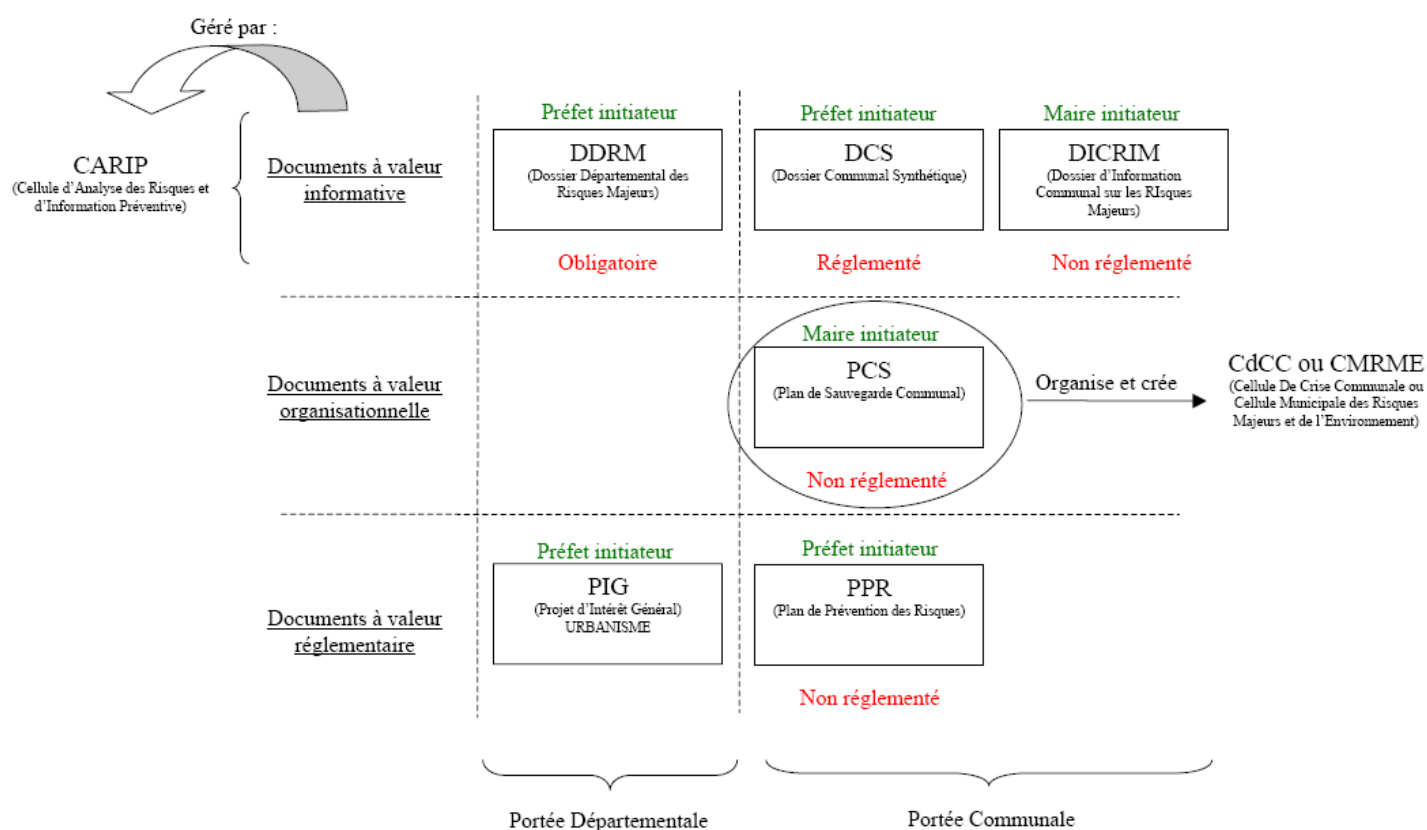 Géré par :
Préfet initiateur
Préfet initiateur
Maire initiateur
CARIP
(Cellule d’Analyse des Risques et
d’Information Préventive)
Documents à valeur
informative
DDRM
(Dossier Départemental des
Risques Majeurs)
DCS
(Dossier Communal Synthétique)
DICRIM
(Dossier d’Information
Communal sur les RIsques
Majeurs)
Obligatoire
Réglementé
Non réglementé
Documents à valeur
organisationnelle
Maire initiateur
PCS
(Plan de Sauvegarde Communal)
Non réglementé
Organise et crée
CdCC ou CMRME
(Cellule De Crise Communale ou
Cellule Municipale des Risques
Majeurs et de l’Environnement)
Documents à valeur
réglementaire
Préfet initiateur
PIG
(Projet d’Intérêt Général)
URBANISME
Préfet initiateur
PPR
(Plan de Prévention des Risques)
Non réglementé
Portée Départementale
Portée Communale